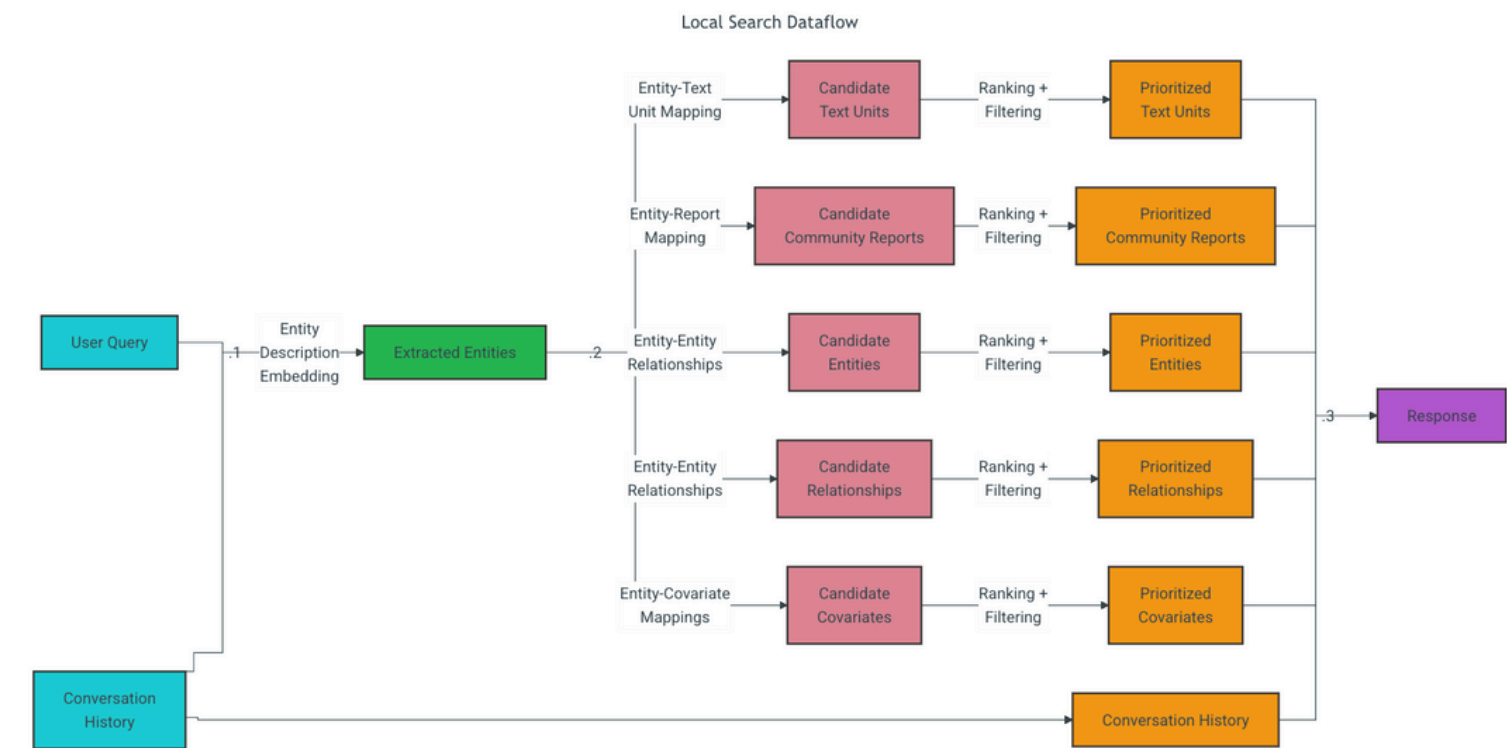 Local Search Dataflow
Entity-Text
Unit Mapping
Candidate
Text Units
Ranking +
Filtering
Prioritized
Text Units
Entity-Report
Mapping
Candidate
Community Reports
Ranking +
Filtering
Prioritized
Community Reports
User Query
.1
Entity
Description
Embedding
Extracted Entities
.2
Entity-Entity
Relationships
Candidate
Entities
Ranking +
Filtering
Prioritized
Entities
.3
Response
Entity-Entity
Relationships
Candidate
Relationships
Ranking +
Filtering
Prioritized
Relationships
Entity-Covariate
Mappings
Candidate
Covariates
Ranking +
Filtering
Prioritized
Covariates
Conversation
History
Conversation History